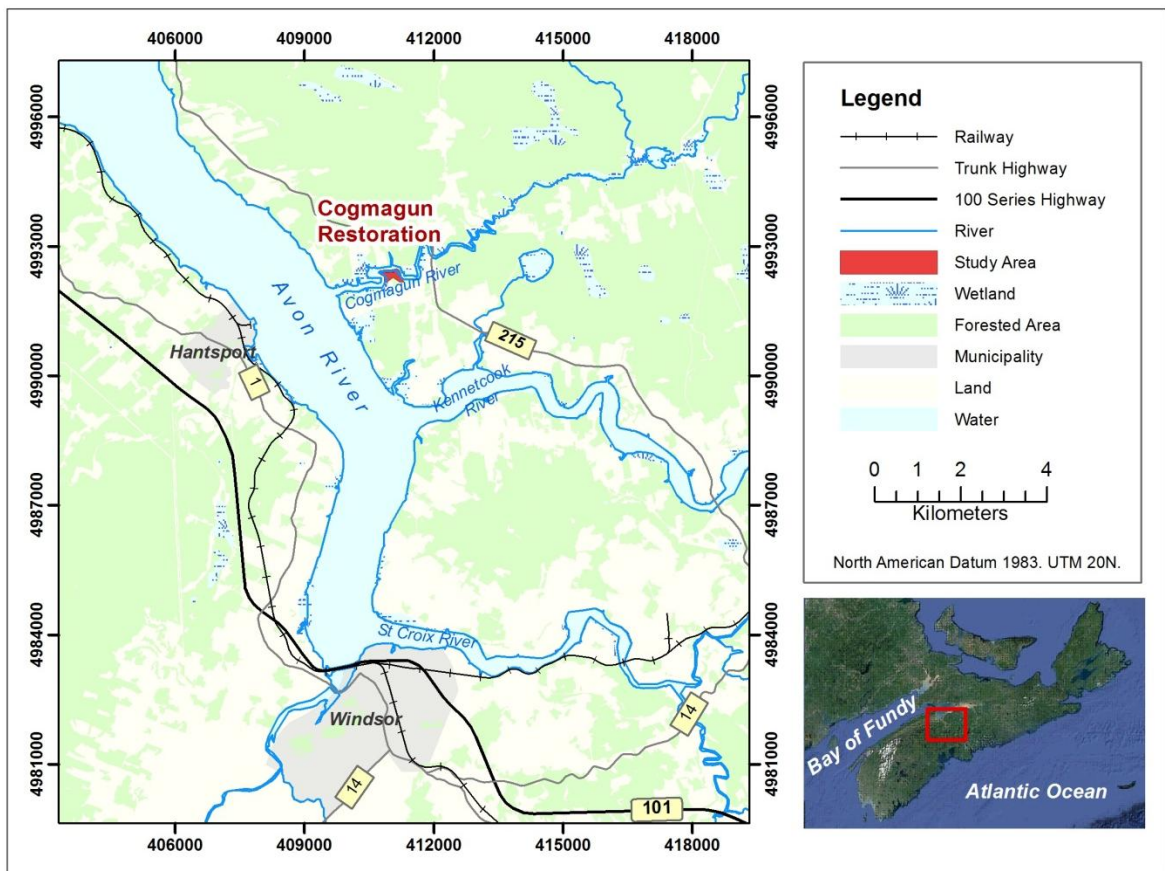 406000
409000
412000
415000
418000
4996000
4993000
4990000
4987000
4984000
4981000
Cogmagun
Restoration
Cogmagun River
Avon River
Hantsport
1
215
Kennetcook
River
St Croix River
Windsor
14
14
101
4996000
4993000
4990000
4987000
4984000
4981000
406000
409000
412000
415000
418000
Legend
Railway
Trunk Highway
100 Series Highway
River
Study Area
Wetland
Forested Area
Municipality
Land
Water
0 1 2 4
Kilometers
North American Datum 1983. UTM 20N.
Bay of Fundy
Atlantic Ocean